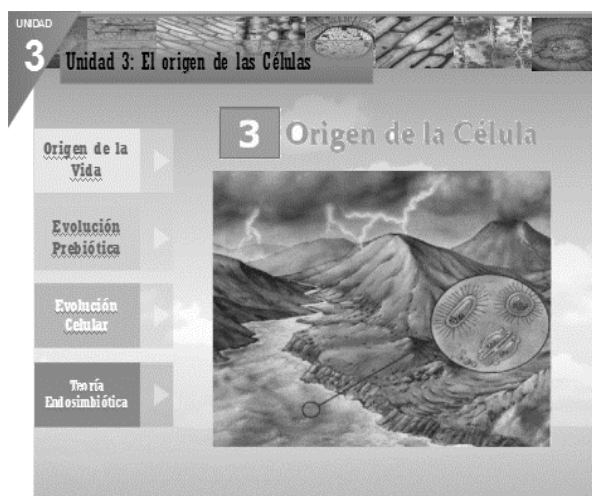 UNIDAD
3
Unidad 3: El origen de las Células
3 Origen de la Célula
Origen de la
Vida
Evolución
Prebiótica
Evolución
Celular
Teoría
Endosimbiótica